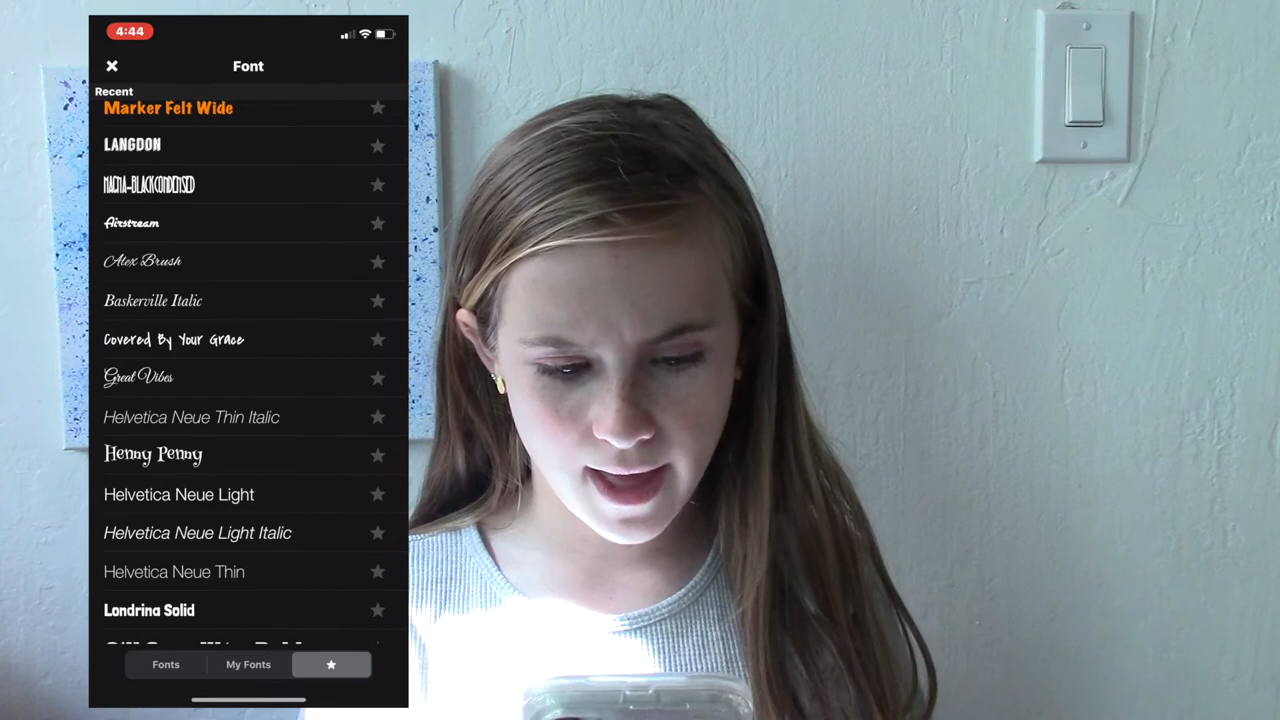 4:44
Font
Recent
Marker Felt Wide
LANGDON
MAGNA-BLACKCONDENSED
Airstream
Alex Brush
Baskerville Italic
Covered By Your Grace
Great Vibes
Helvetica Neue Thin Italic
Henny Penny
Helvetica Neue Light
Helvetica Neue Light Italic
Helvetica Neue Thin
Londrina Solid
Fonts My Fonts